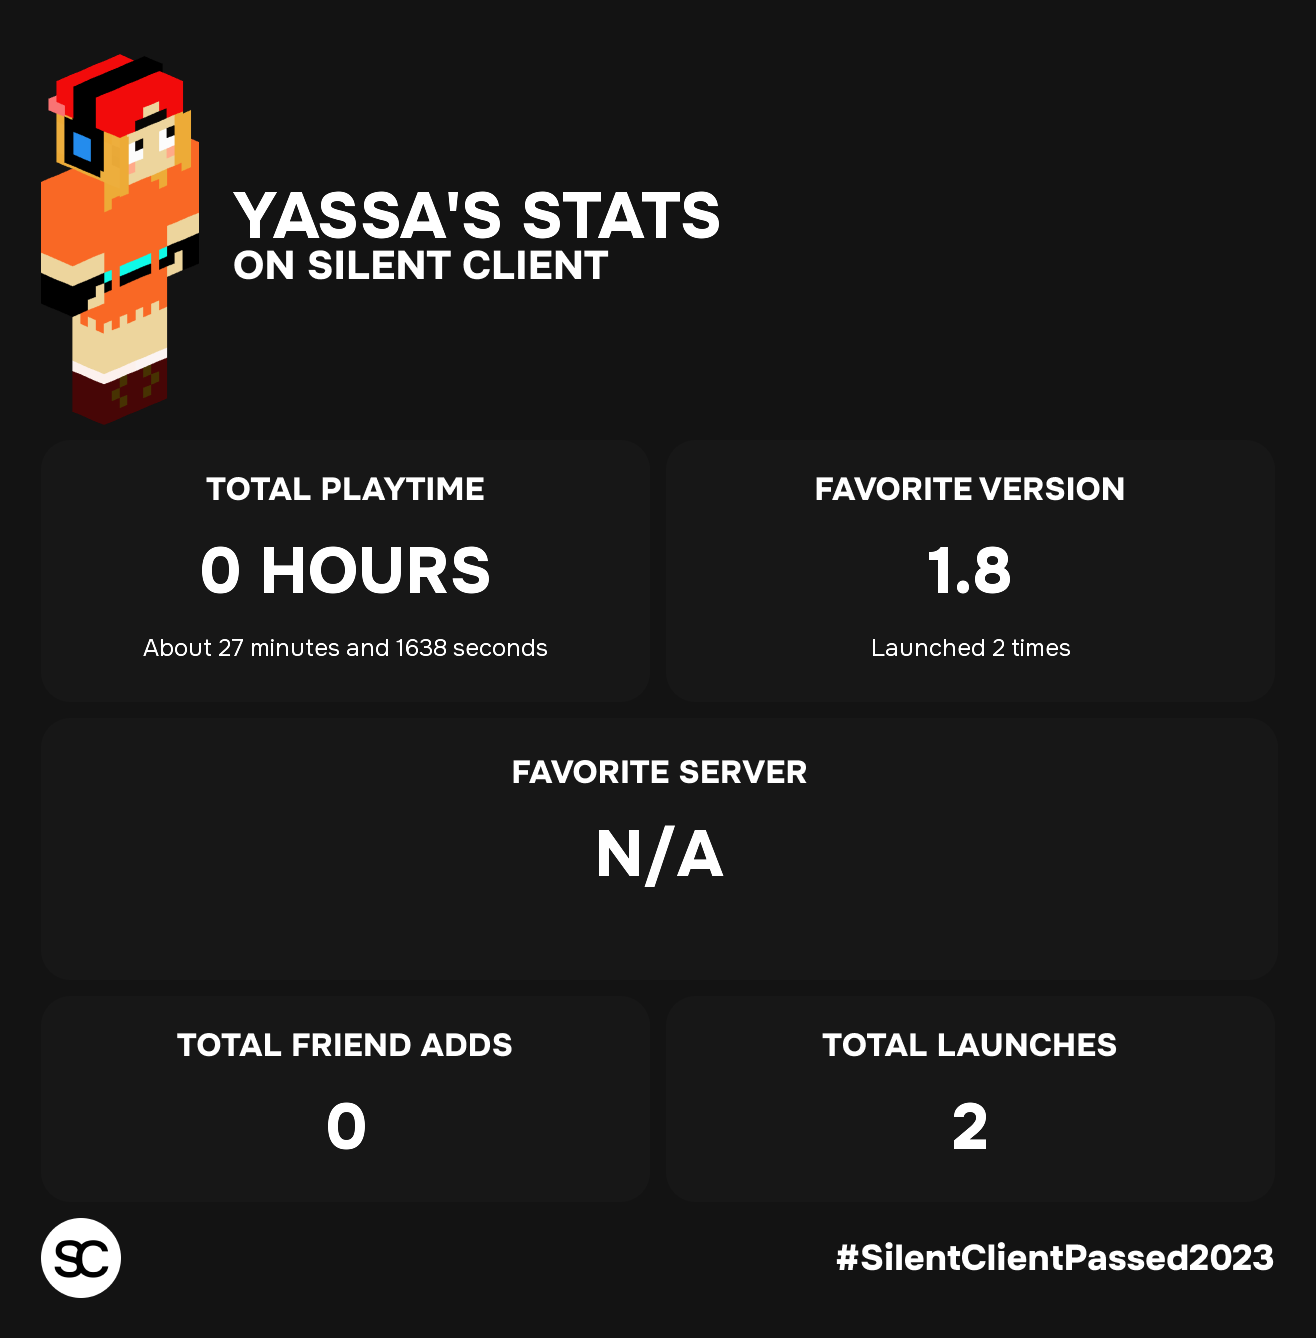 YASSA'S STATS
ON SILENT CLIENT
TOTAL PLAYTIME
0 HOURS
About 27 minutes and 1638 seconds
FAVORITE VERSION
1.8
Launched 2 times
FAVORITE SERVER
N/A
TOTAL FRIEND ADDS
0
TOTAL LAUNCHES
2
SC
#SilentClientPassed2023